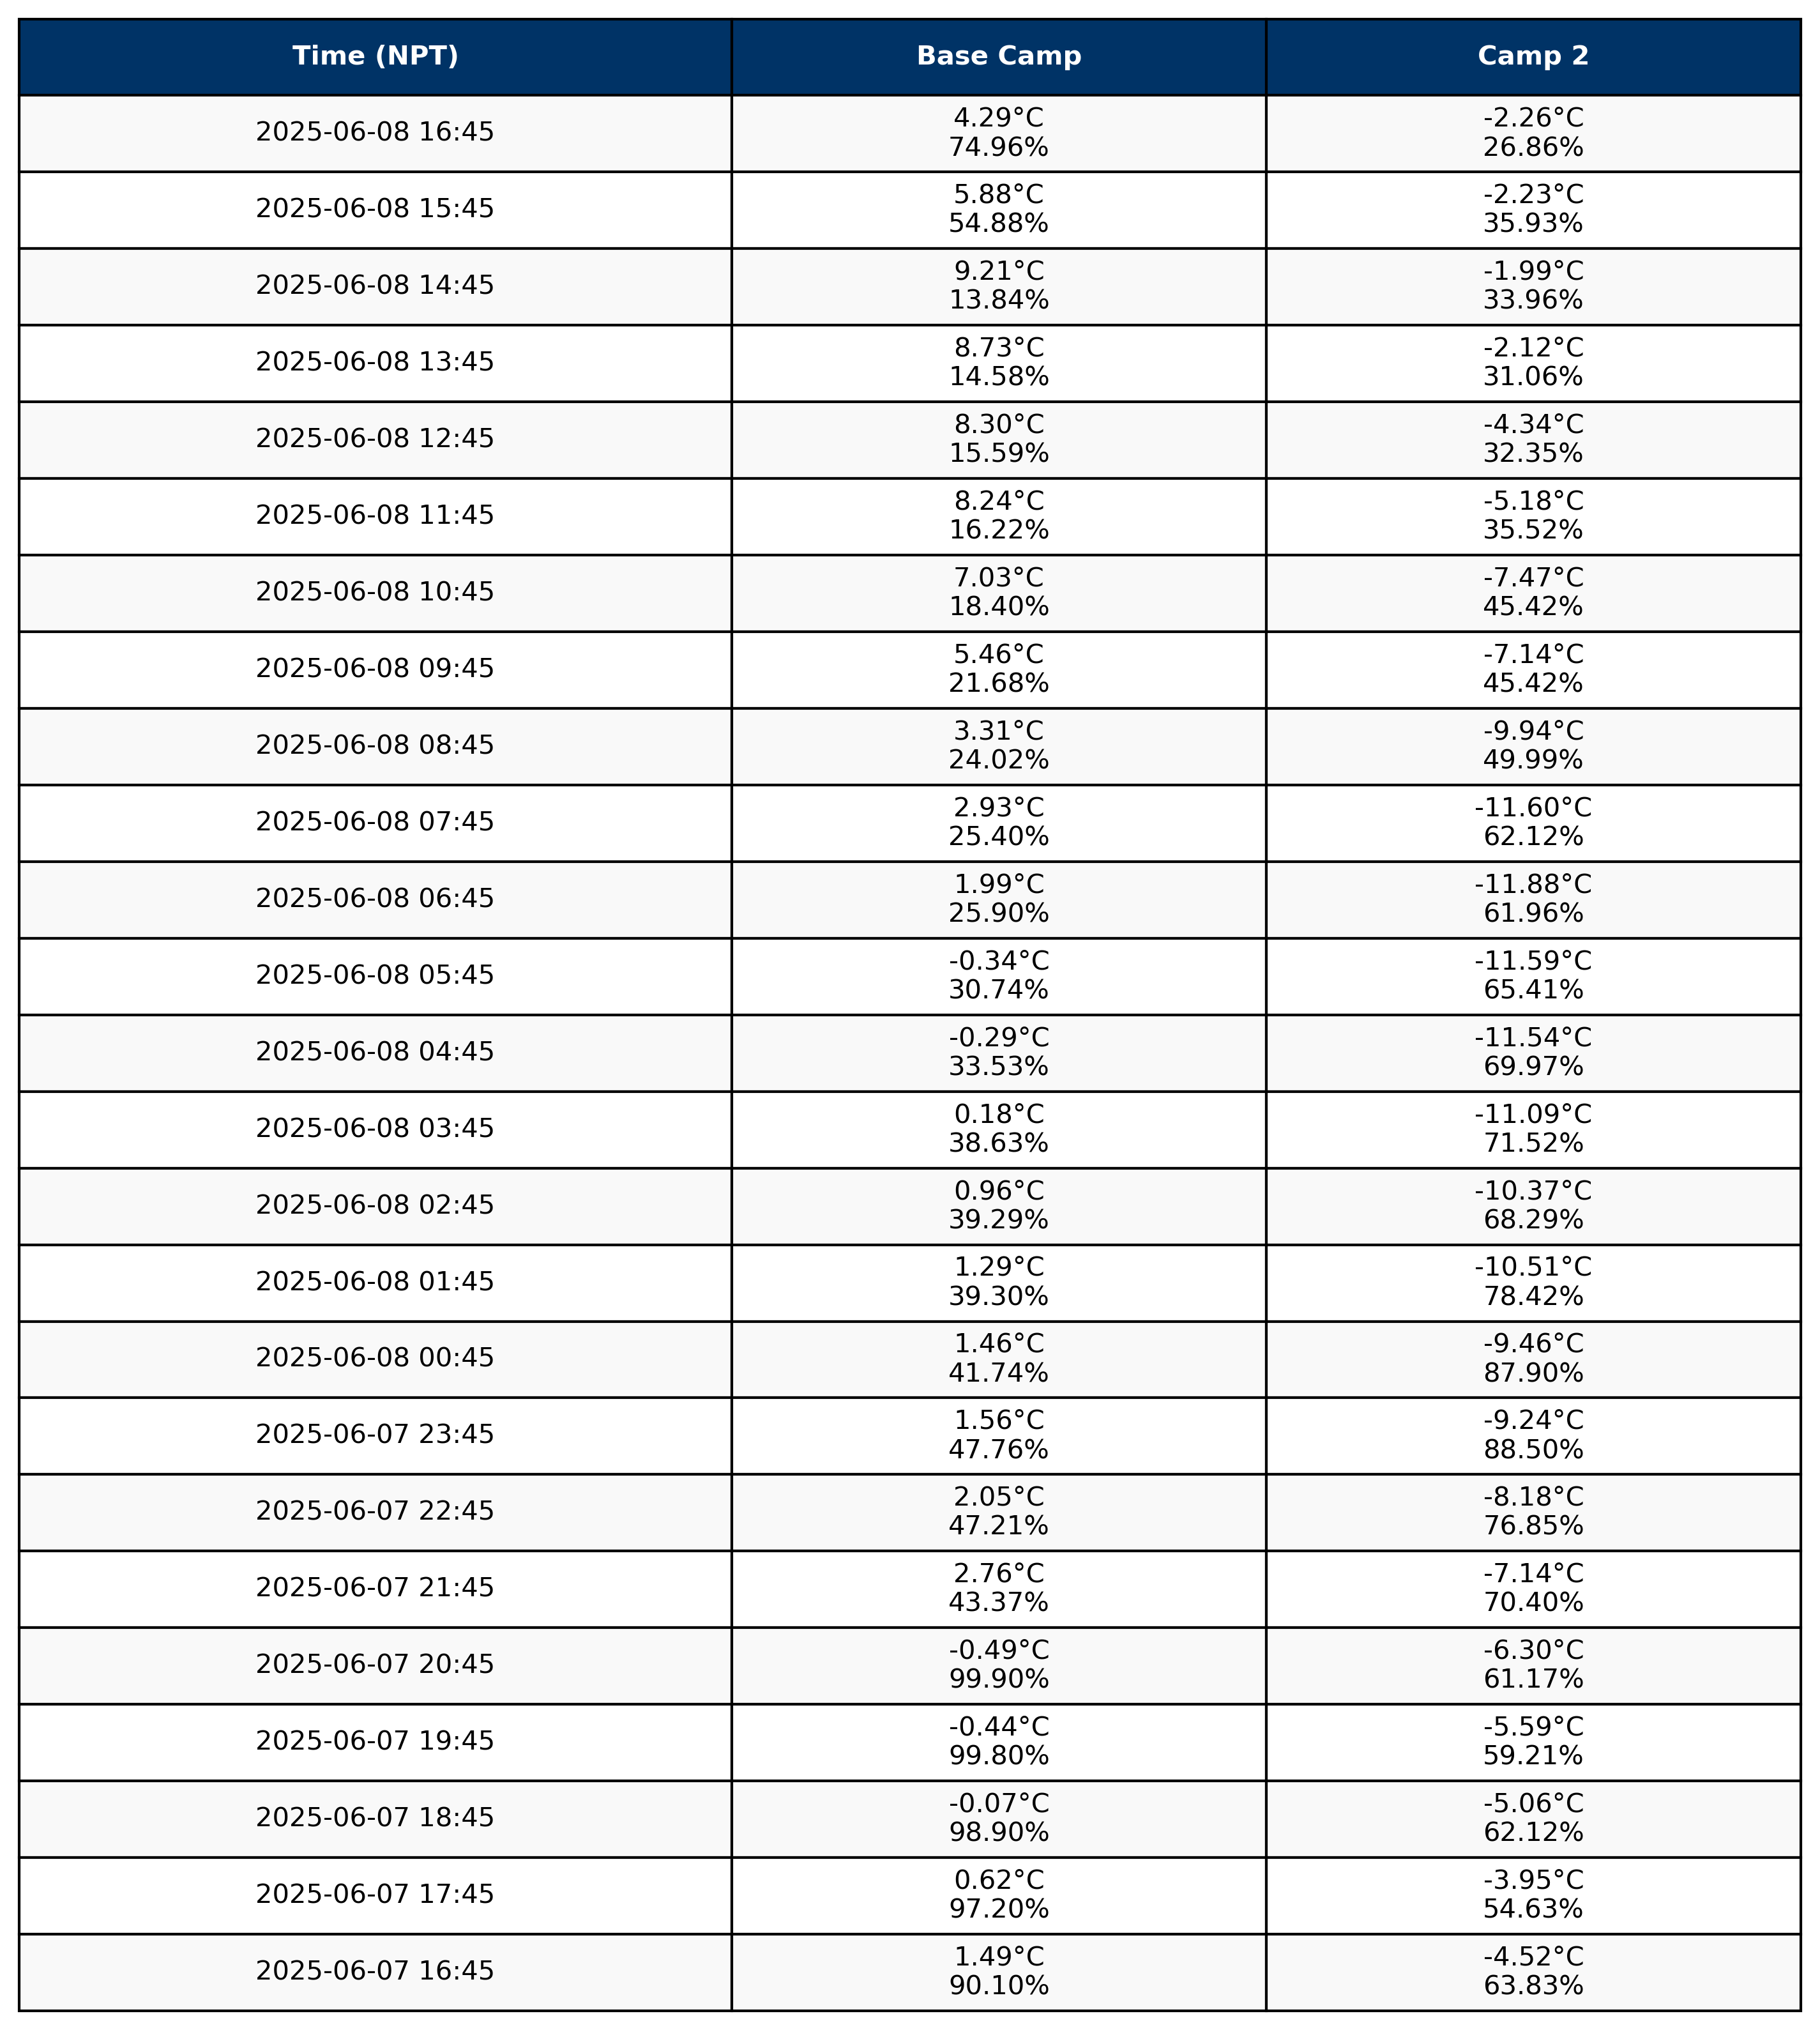 Time (NPT) Base Camp Camp 2
2025-06-08 16:45 4.29°C -2.26°C
74.96% 26.86%
2025-06-08 15:45 5.88°C -2.23°C
54.88% 35.93%
2025-06-08 14:45 9.21°C -1.99°C
13.84% 33.96%
2025-06-08 13:45 8.73°C -2.12°C
14.58% 31.06%
2025-06-08 12:45 8.30°C -4.34°C
15.59% 32.35%
2025-06-08 11:45 8.24°C -5.18°C
16.22% 35.52%
2025-06-08 10:45 7.03°C -7.47°C
18.40% 45.42%
2025-06-08 09:45 5.46°C -7.14°C
21.68% 45.42%
2025-06-08 08:45 3.31°C -9.94°C
24.02% 49.99%
2025-06-08 07:45 2.93°C -11.60°C
25.40% 62.12%
2025-06-08 06:45 1.99°C -11.88°C
25.90% 61.96%
2025-06-08 05:45 -0.34°C -11.59°C
30.74% 65.41%
2025-06-08 04:45 -0.29°C -11.54°C
33.53% 69.97%
2025-06-08 03:45 0.18°C -11.09°C
38.63% 71.52%
2025-06-08 02:45 0.96°C -10.37°C
39.29% 68.29%
2025-06-08 01:45 1.29°C -10.51°C
39.30% 78.42%
2025-06-08 00:45 1.46°C -9.46°C
41.74% 87.90%
2025-06-07 23:45 1.56°C -9.24°C
47.76% 88.50%
2025-06-07 22:45 2.05°C -8.18°C
47.21% 76.85%
2025-06-07 21:45 2.76°C -7.14°C
43.37% 70.40%
2025-06-07 20:45 -0.49°C -6.30°C
99.90% 61.17%
2025-06-07 19:45 -0.44°C -5.59°C
99.80% 59.21%
2025-06-07 18:45 -0.07°C -5.06°C
98.90% 62.12%
2025-06-07 17:45 0.62°C -3.95°C
97.20% 54.63%
2025-06-07 16:45 1.49°C -4.52°C
90.10% 63.83%